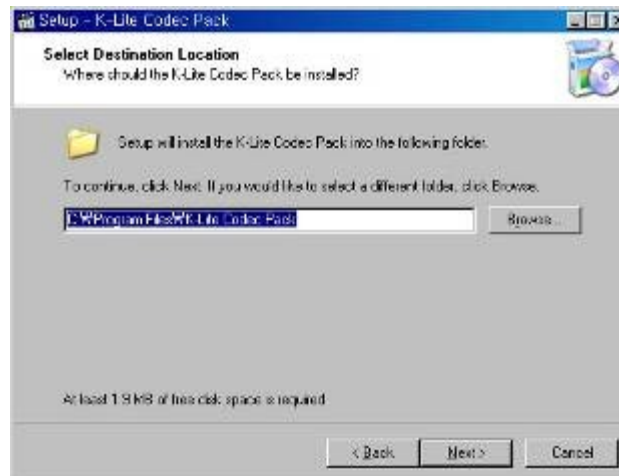 Setup - K-Lite Codec Pack
Select Destination Location
Where should the K-Lite Codec Pack be installed?
Setup will install the K-Lite Codec Pack into the following folder.
To continue, click Next. If you would like to select a different folder, click Browse.
C:₩Program Files₩K-Lite Codec Pack
Browse...
At least 1.9 MB of free disk space is required
< Back
Next >
Cancel